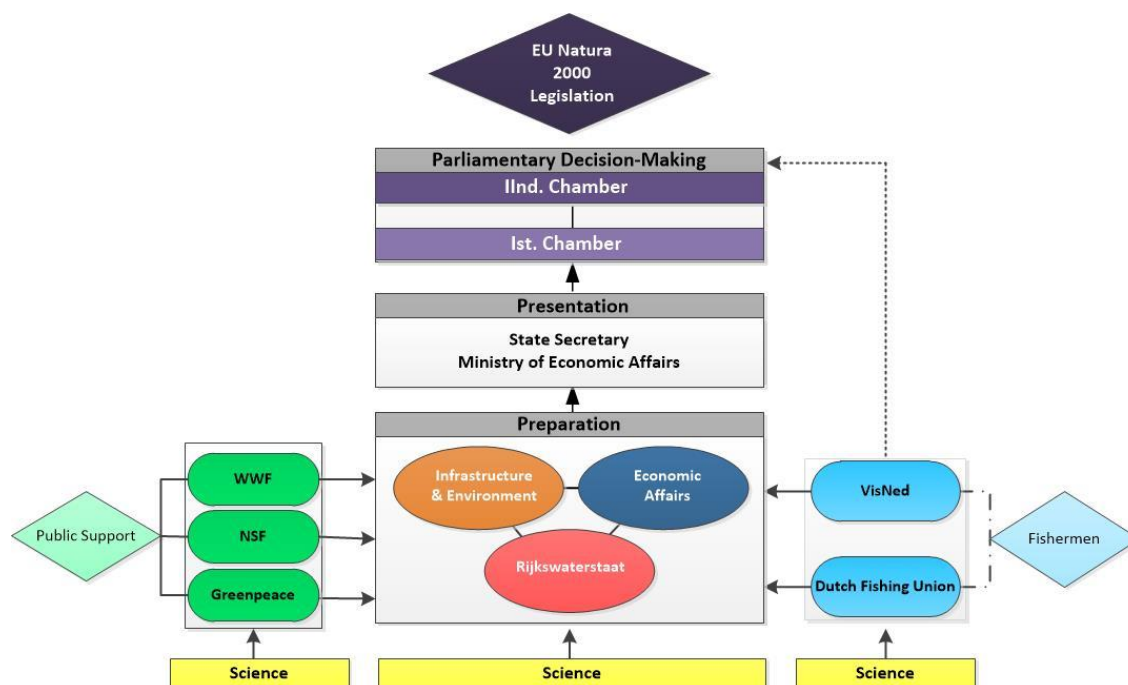 EU Natura
2000
Legislation
Parliamentary Decision-Making
IInd. Chamber
Ist. Chamber
Presentation
State Secretary
Ministry of Economic Affairs
Preparation
Infrastructure
& Environment
Economic
Affairs
Rijkswaterstaat
Public Support
WWF
NSF
Greenpeace
VisNed
Dutch Fishing Union
Fishermen
Science
Science
Science